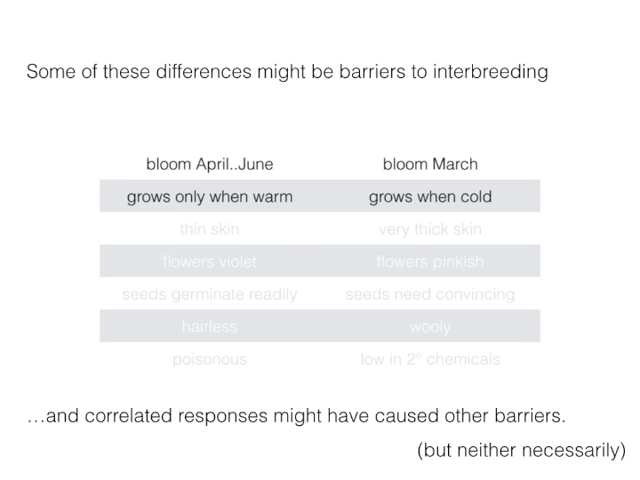 Some of these differences might be barriers to interbreeding
bloom April..June bloom March
grows only when warm grows when cold
thin skin very thick skin
flowers violet flowers pinkish
seeds germinate readily seeds need convincing
hairless wooly
poisonous low in 2° chemicals
…and correlated responses might have caused other barriers.
(but neither necessarily)